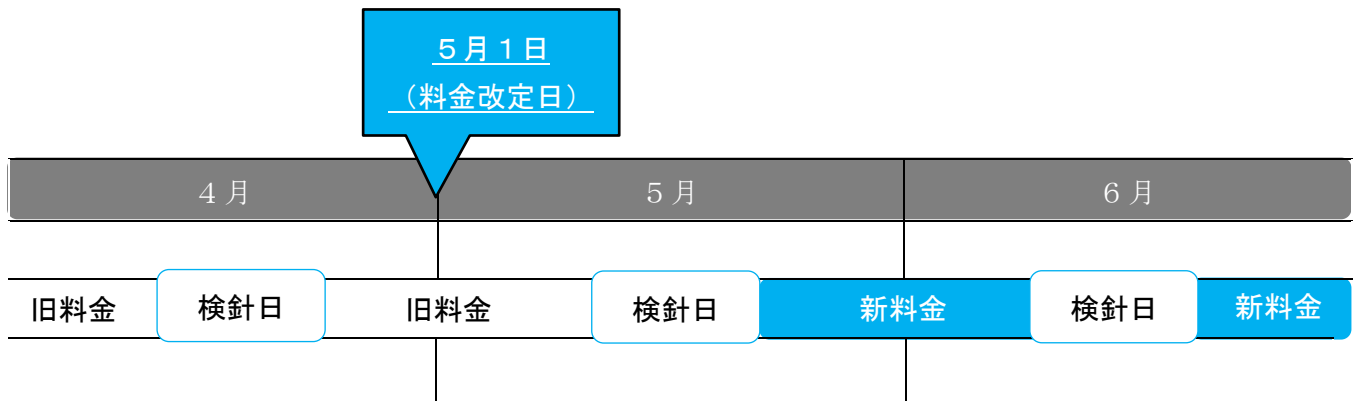 ５月１日
（料金改定日）
４月 ５月 ６月
旧料金 検針日 旧料金 検針日 新料金 検針日 新料金